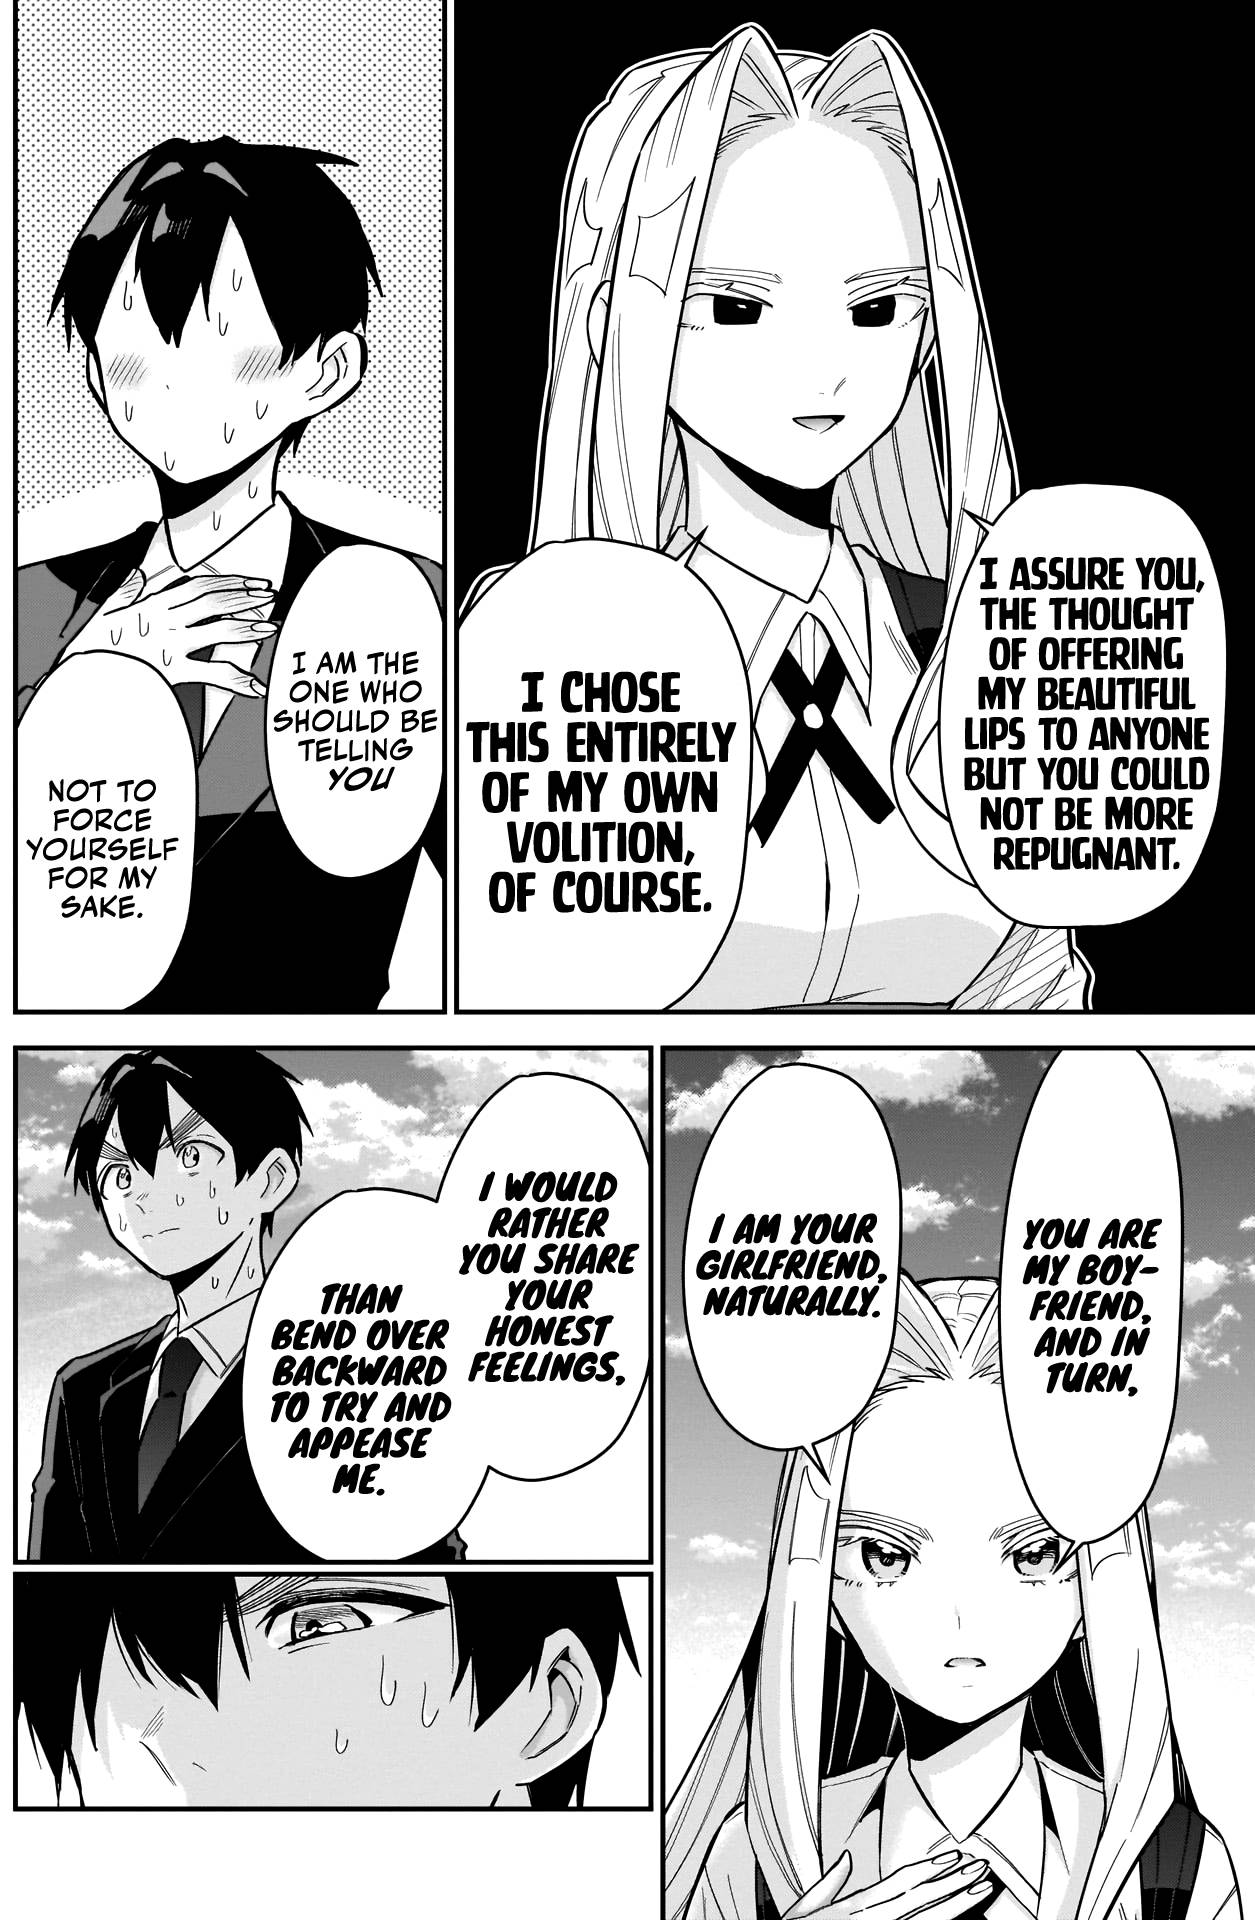 I ASSURE YOU,
THE THOUGHT
OF OFFERING
MY BEAUTIFUL
LIPS TO ANYONE
BUT YOU COULD
NOT BE MORE
REPUGNANT.
I CHOSE
THIS ENTIRELY
OF MY OWN
VOLITION,
OF COURSE.
I AM THE
ONE WHO
SHOULD BE
TELLING
YOU
NOT TO
FORCE
YOURSELF
FOR MY
SAKE.
YOU ARE
MY BOY-
FRIEND,
AND IN
TURN,
I AM YOUR
GIRLFRIEND,
NATURALLY.
I WOULD
RATHER
YOU SHARE
YOUR
HONEST
FEELINGS,
THAN
BEND OVER
BACKWARD
TO TRY AND
APPEASE
ME.